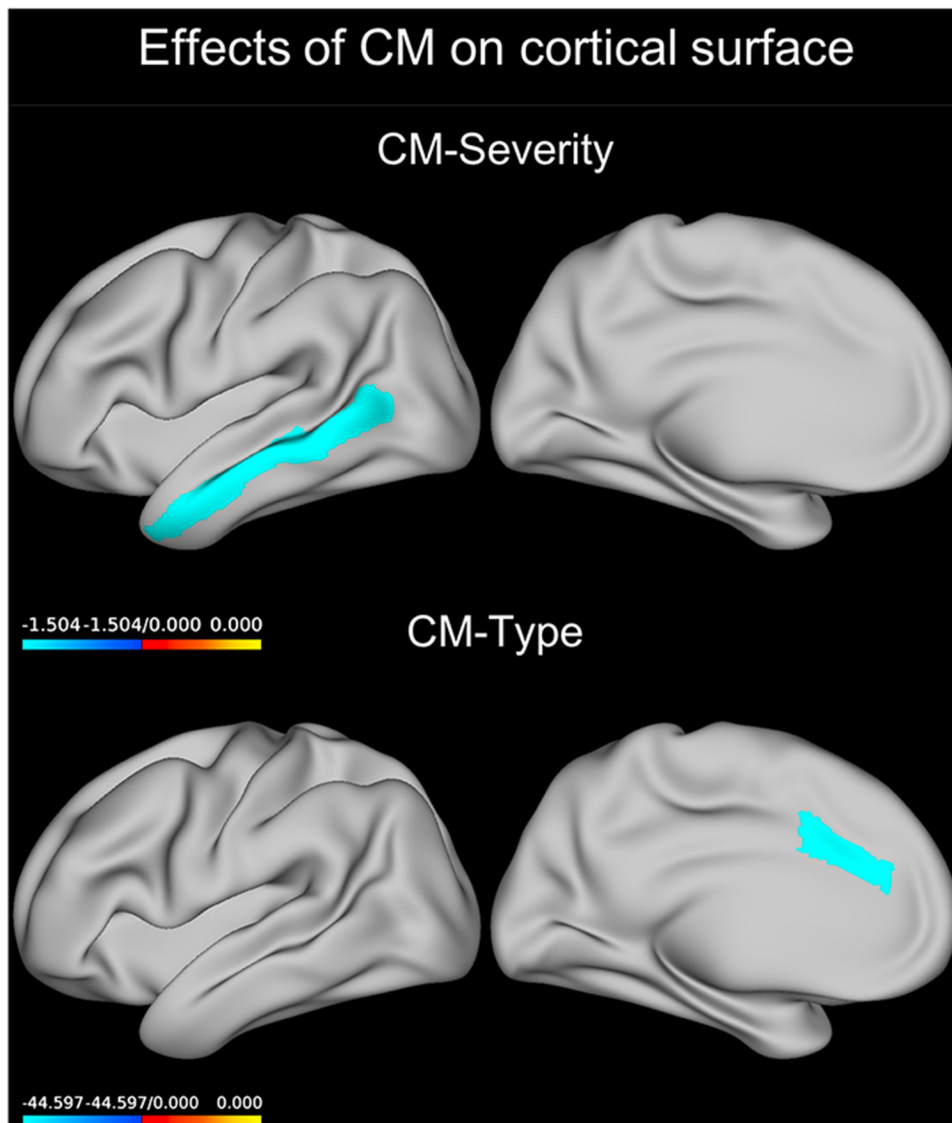 Effects of CM on cortical surface
CM-Severity
-1.504 -1.504/0.000 0.000
CM-Type
-44.597 -44.597/0.000 0.000